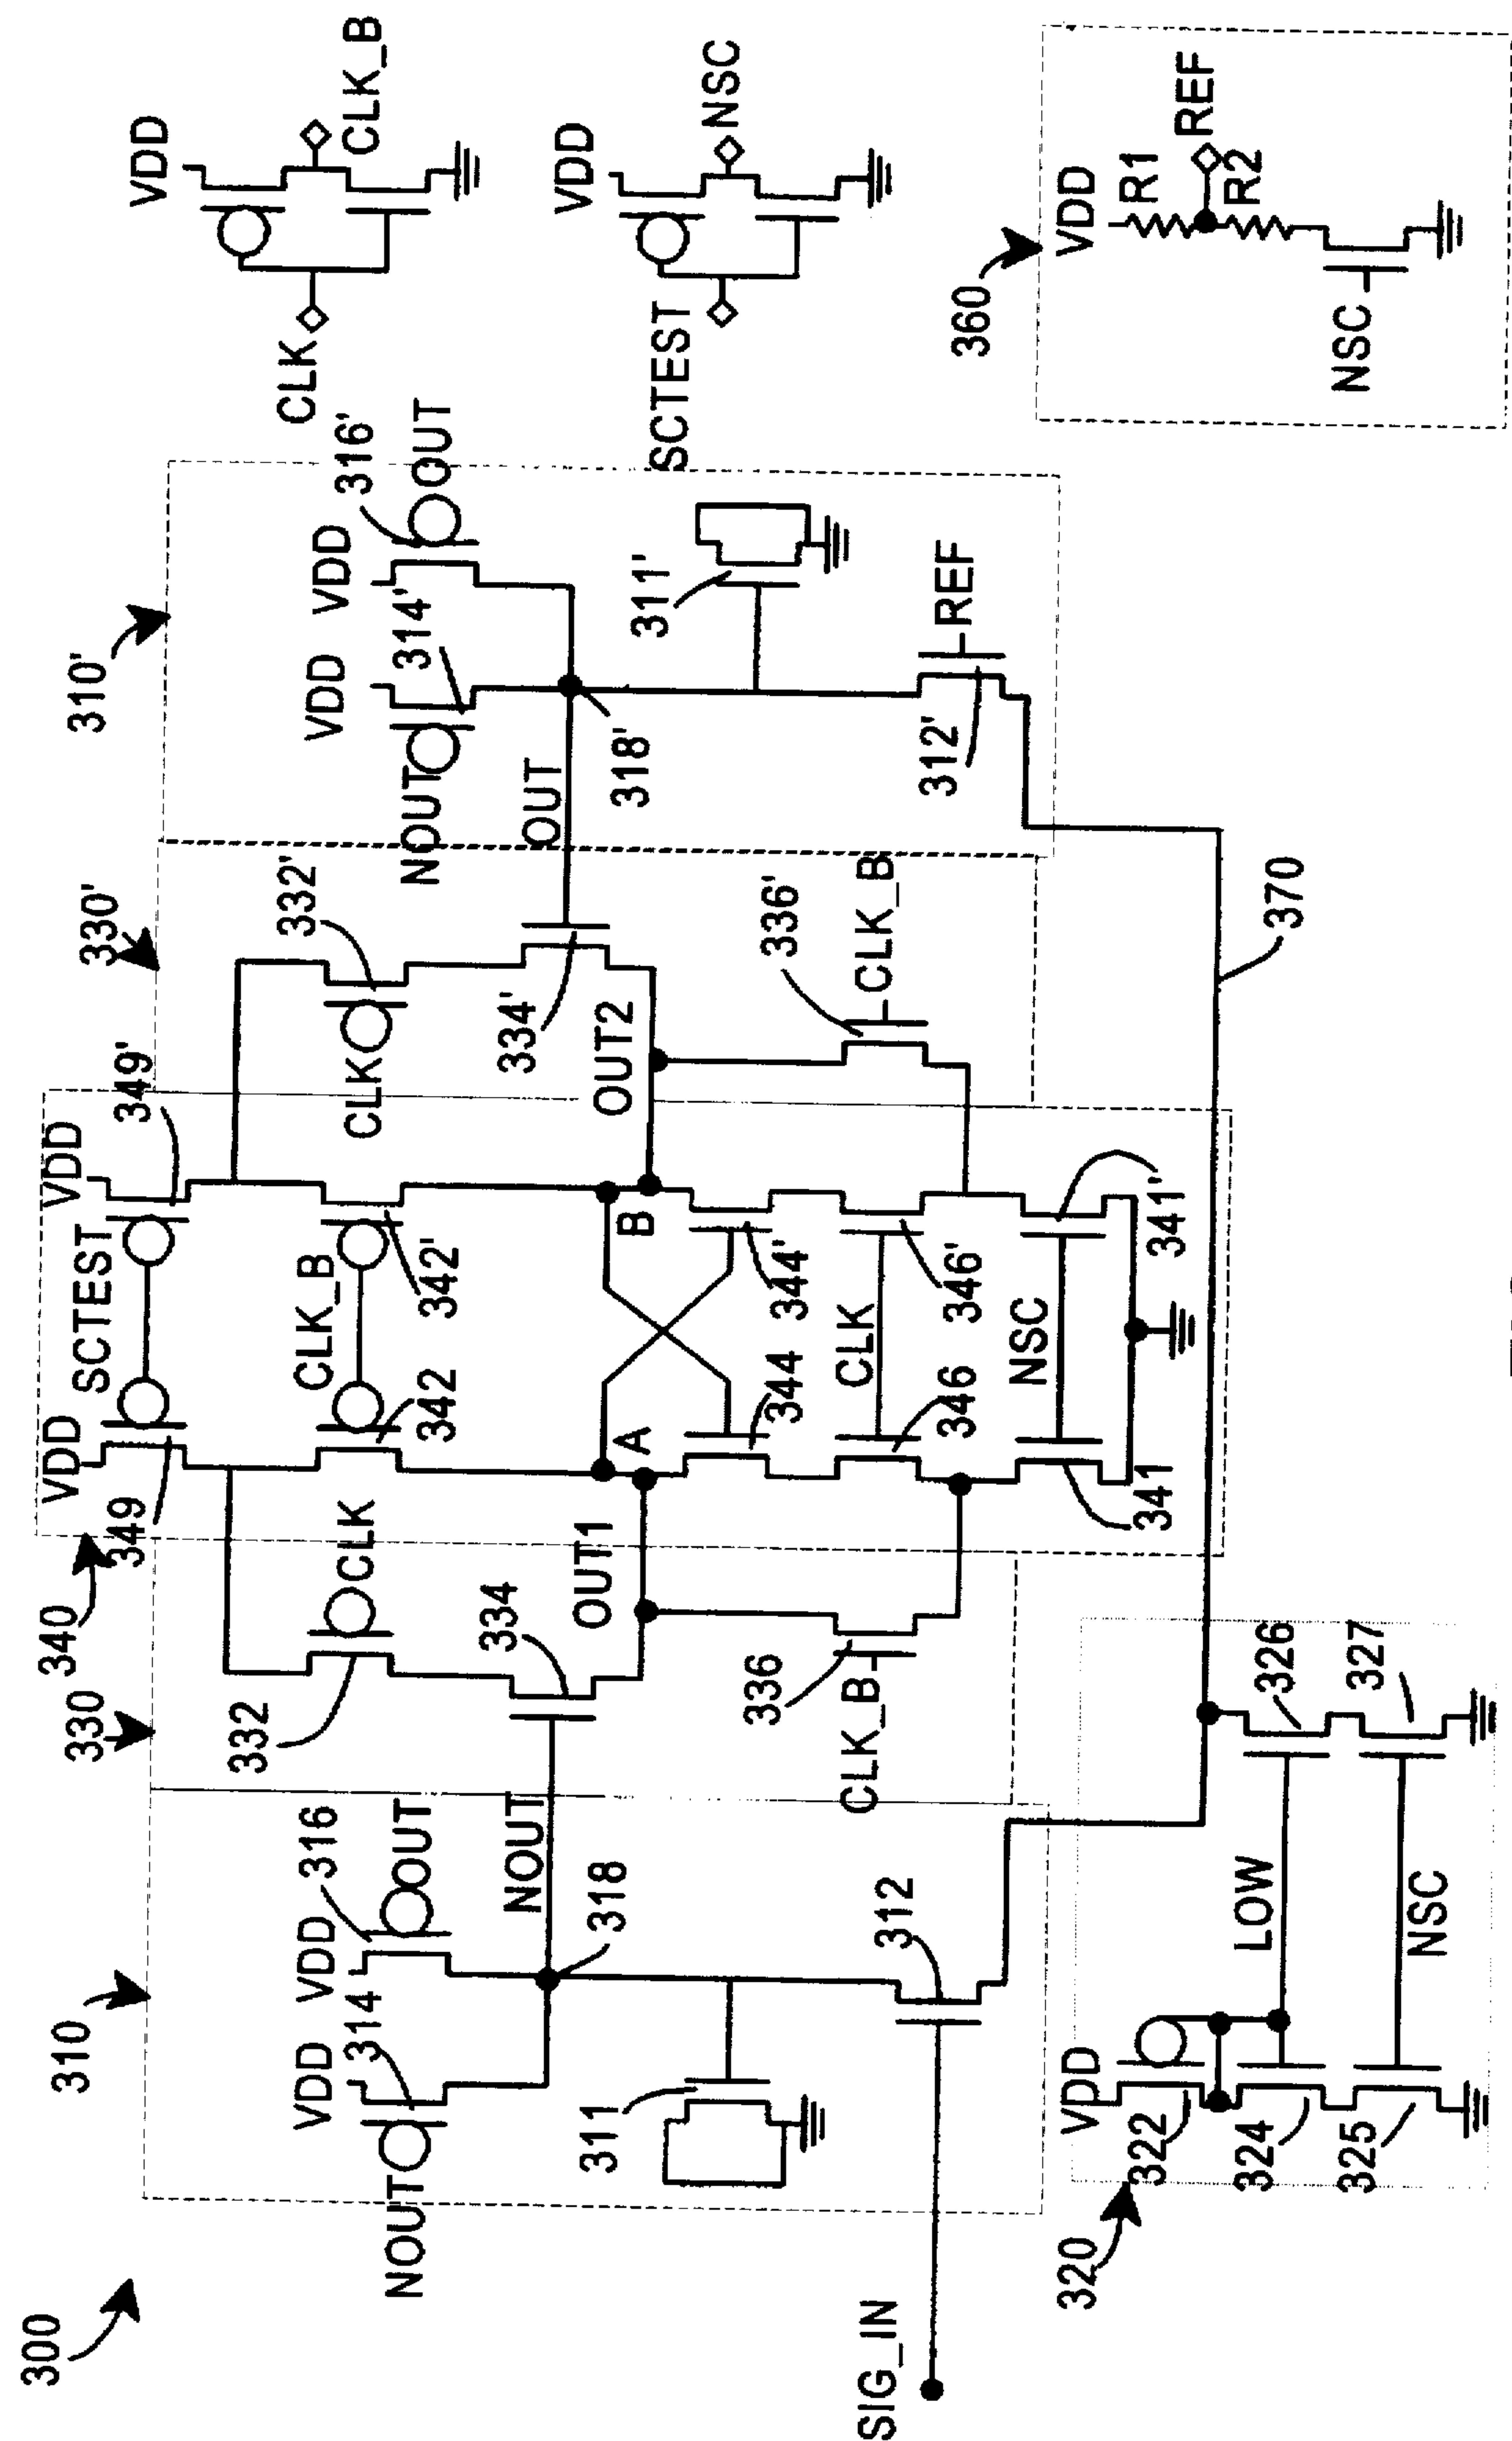 300
310
VDD
VDD
316
OUT
NOUT
314
NOUT
318
311
312
SIG_IN
320
VDD
322
324
325
LOW
NSC
326
327
330
332
CLK
334
OUT1
336
CLK_B
340
VDD
SCTEST
VDD
349
349'
CLK_B
342
342'
A
B
344
344'
CLK
346
346'
NSC
341
341'
330'
332'
CLK
334'
OUT2
336'
CLK_B
370
310'
VDD
VDD
316'
OUT
NOUT
314'
OUT
318'
311'
312'
REF
VDD
CLK
CLK_B
VDD
SCTEST
NSC
360
VDD
R1
REF
R2
NSC